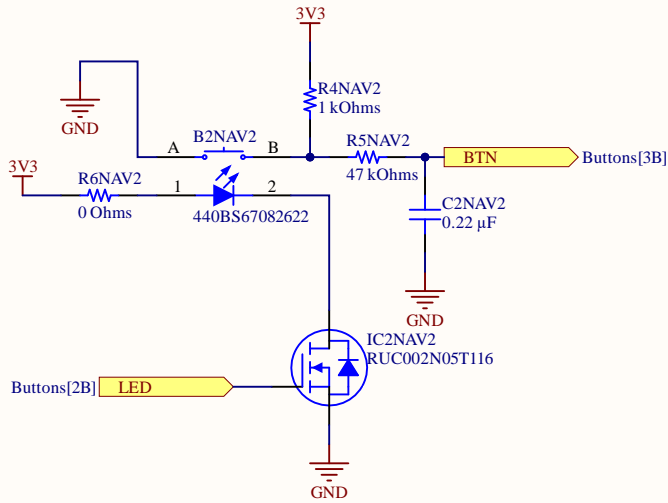 3V3
R4NAV2
1 kOhms
GND
B2NAV2
A
B
R5NAV2
47 kOhms
BTN
Buttons[3B]
3V3
R6NAV2
0 Ohms
1
2
440BS67082622
C2NAV2
0.22 µF
GND
IC2NAV2
RUC002N05T116
Buttons[2B]
LED
GND